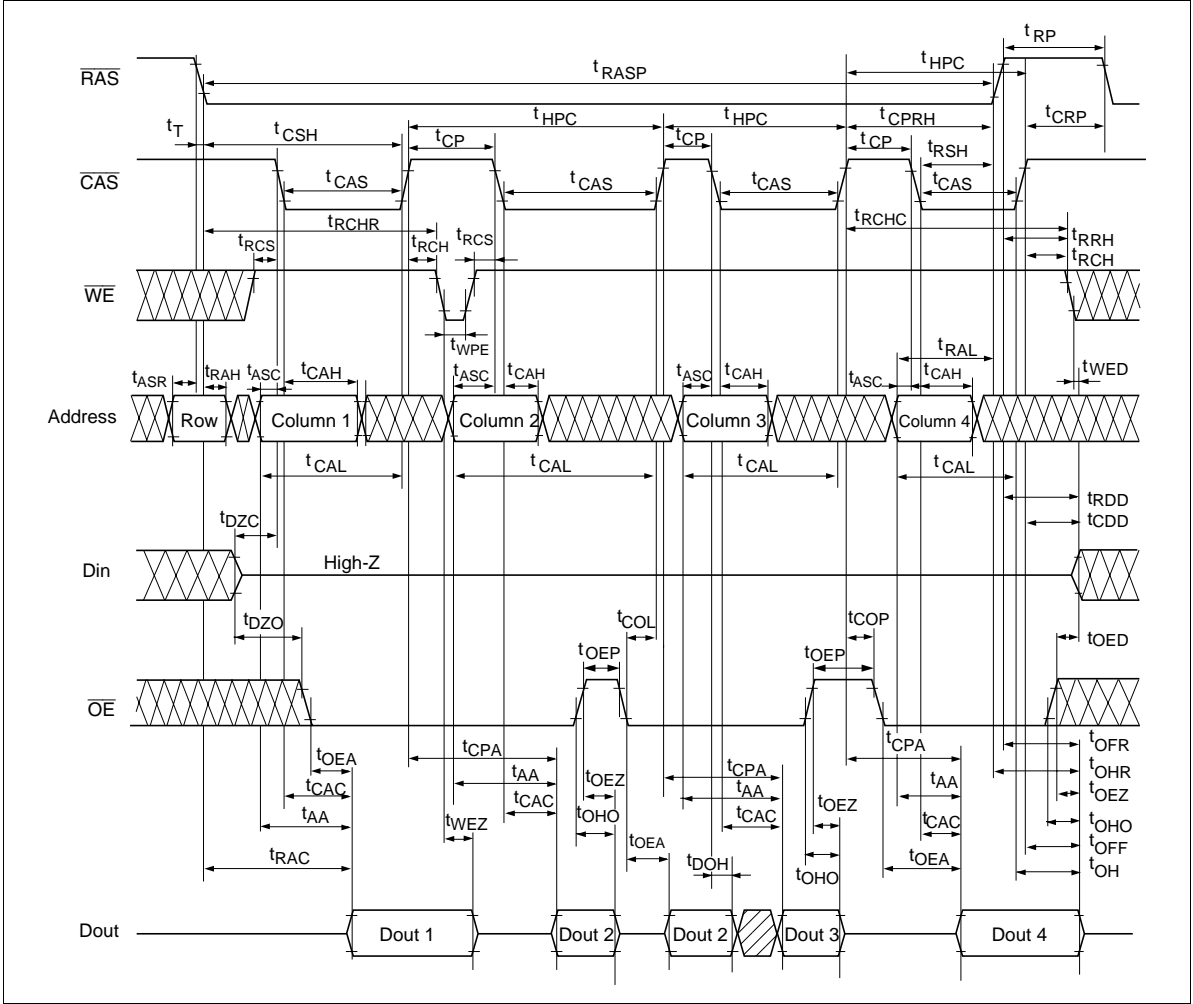 tRP
tRASP
tHPC
RAS
tT
tCSH
tHPC
tHPC
tCPRH
tCRP
tCP
tCP
tCP
tRSH
CAS
tCAS
tCAS
tCAS
tCAS
tRCHR
tRCHC
tRCS
tRCH
tRCS
tRRH
tRCH
WE
tWPE
tRAL
tWED
tASR
tRAH
tASC
tCAH
tASC
tCAH
tASC
tCAH
tASC
tCAH
Address
Row
Column 1
Column 2
Column 3
Column 4
tCAL
tCAL
tCAL
tCAL
tRDD
tCDD
tDZC
Din
High-Z
tDZO
tCOL
tCOP
tOED
tOEP
tOEP
OE
tOEA
tCPA
tCPA
tCPA
tOFR
tCAC
tAA
tOEZ
tAA
tOEZ
tAA
tOHR
tOEZ
tAA
tCAC
tOHO
tCAC
tCAC
tOHO
tWEZ
tOEA
tDOH
tOHO
tOEA
tOFF
tRAC
tOH
Dout
Dout 1
Dout 2
Dout 2
Dout 3
Dout 4